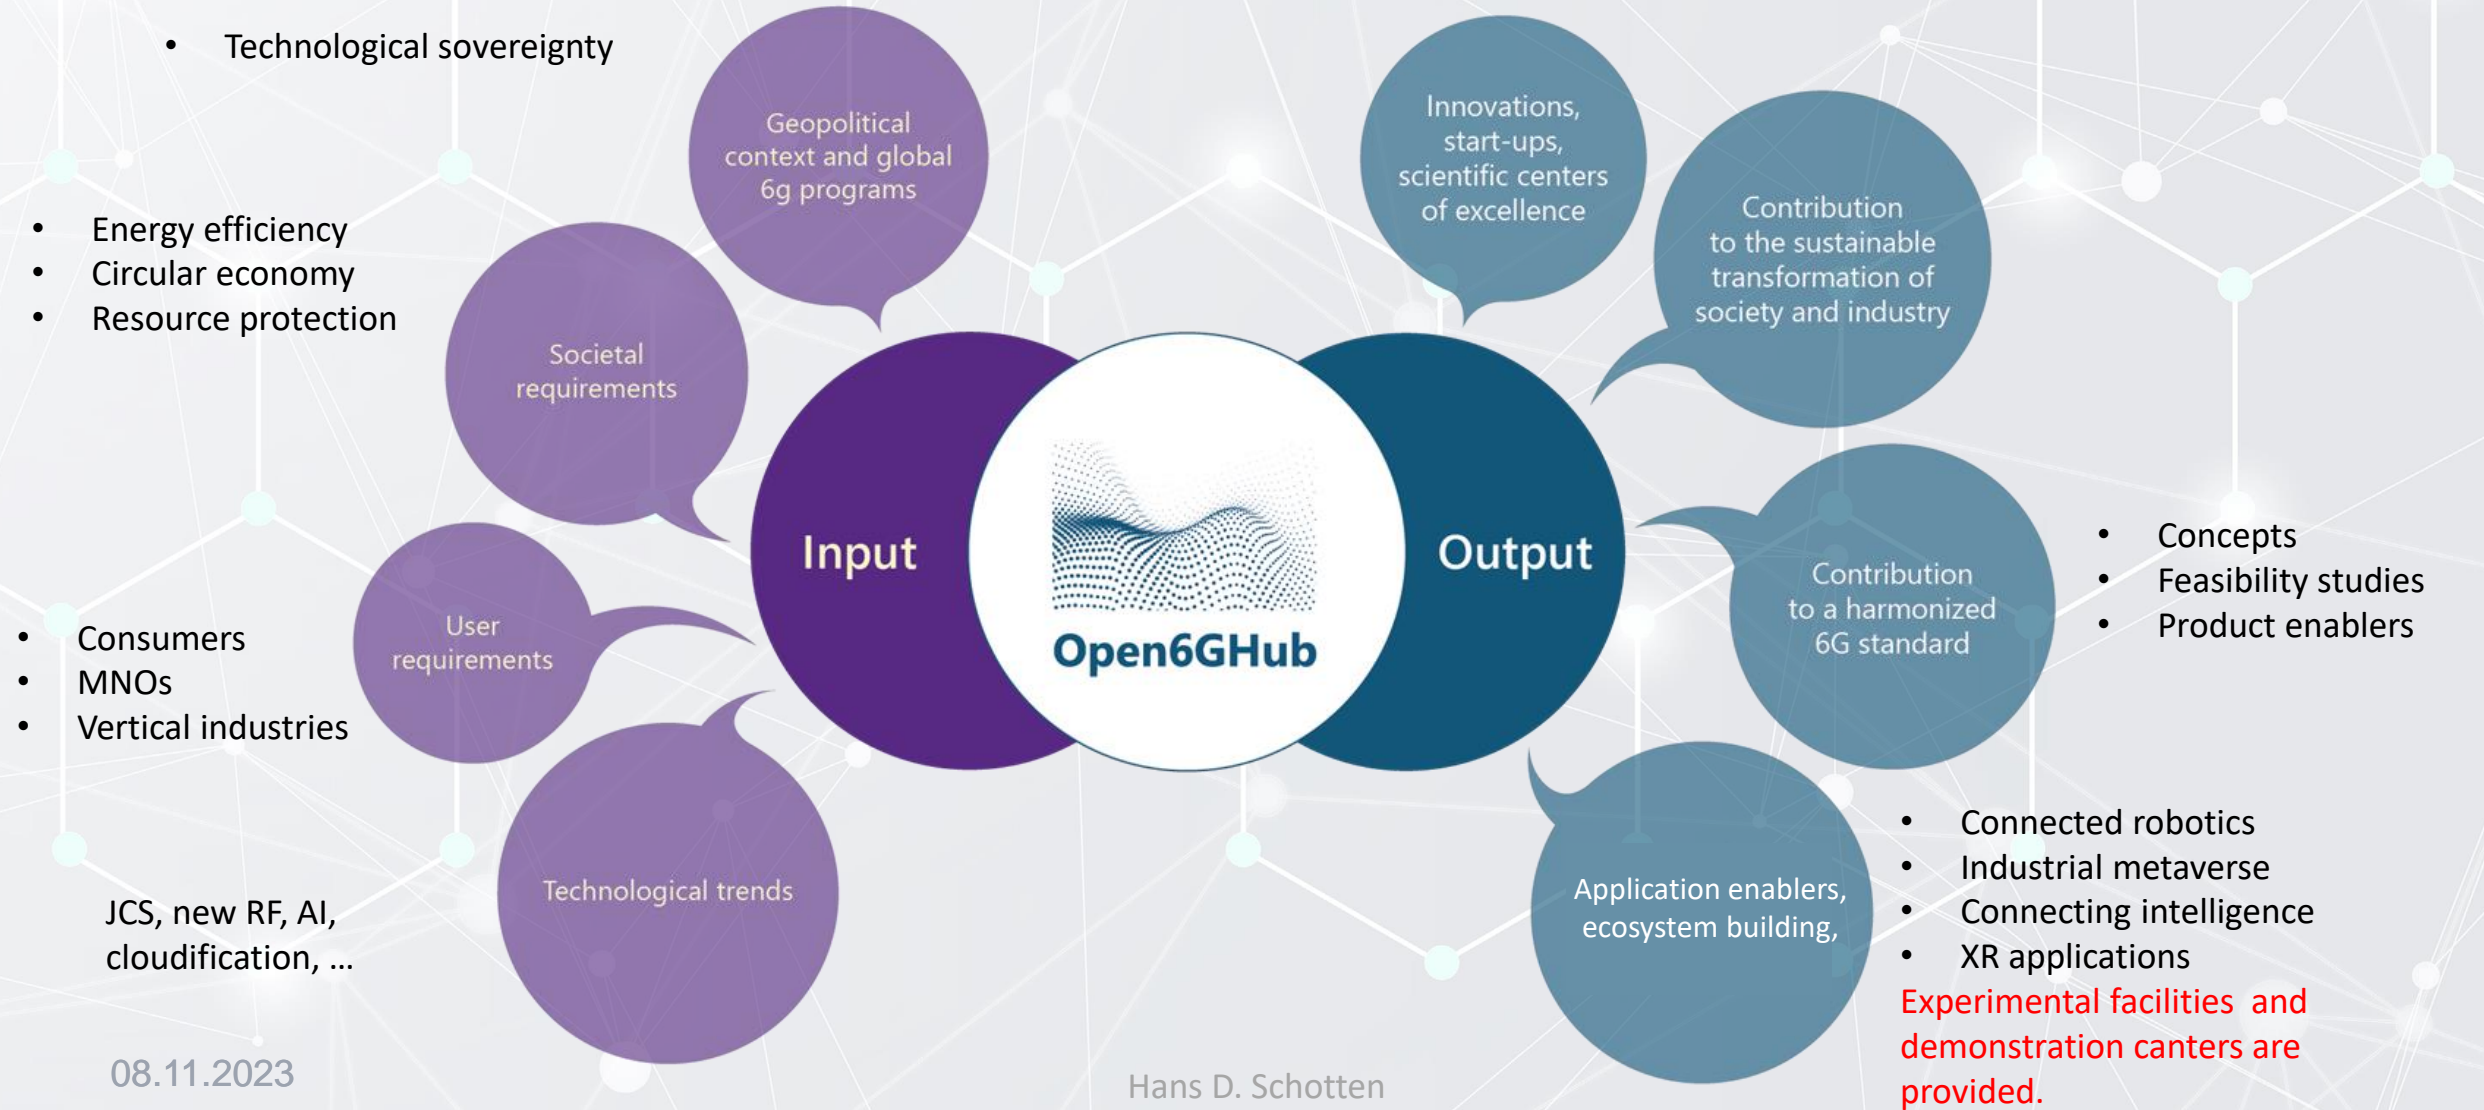 • Technological sovereignty
Geopolitical
context and global
6g programs
• Energy efficiency
• Circular economy
• Resource protection
Societal
requirements
• Consumers
• MNOs
• Vertical industries
User
requirements
JCS, new RF, AI,
cloudification, ...
Technological trends
Input
Open6GHub
Output
Innovations,
start-ups,
scientific centers
of excellence
Contribution
to the sustainable
transformation of
society and industry
Contribution
to a harmonized
6G standard
• Concepts
• Feasibility studies
• Product enablers
Application enablers,
ecosystem building,
• Connected robotics
• Industrial metaverse
• Connecting intelligence
• XR applications
Experimental facilities  and
demonstration canters are
provided.
08.11.2023
Hans D. Schotten